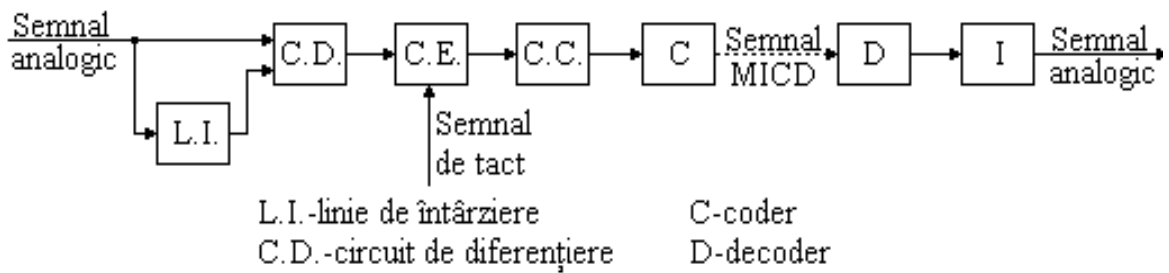 Semnal
analogic
C.D.
C.E.
C.C.
C
Semnal
MICD
D
I
Semnal
analogic
L.I.
Semnal
de tact
L.I.-linie de întârziere
C-coder
C.D.-circuit de diferențiere
D-decoder